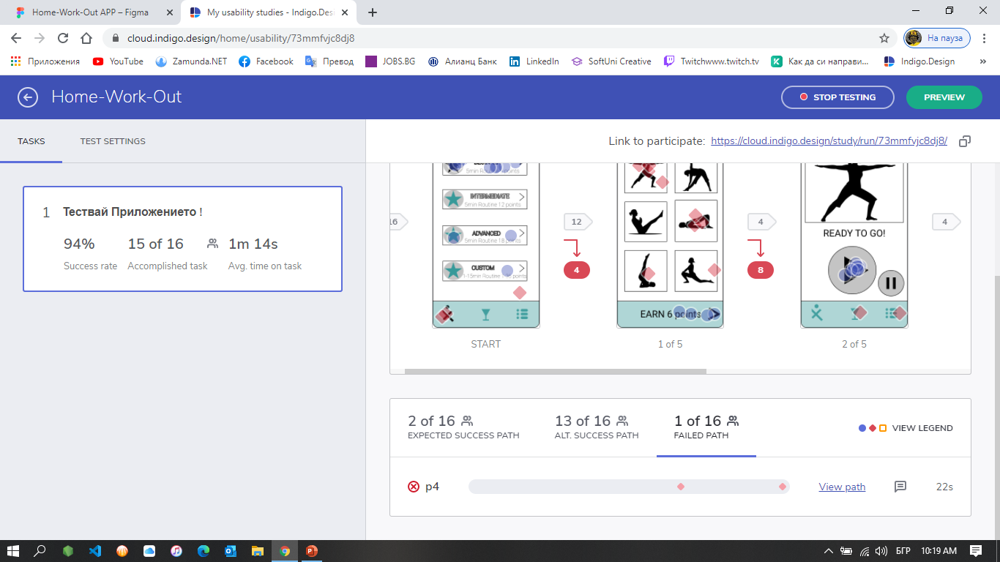 Home-Work-Out APP – Figma
My usability studies - Indigo.Desi
cloud.indigo.design/home/usability/73mmfvjc8dj8
На пауза
Приложения YouTube Zamunda.NET Facebook Превод JOBS.BG Алианц Банк LinkedIn SoftUni Creative Twitchwww.twitch.tv Как да си направи... Indigo.Design »
Home-Work-Out
STOP TESTING
PREVIEW
TASKS TEST SETTINGS
Link to participate: https://cloud.indigo.design/study/run/73mmfvjc8dj8/
1 Тествай Приложението !
94% 15 of 16 1m 14s
Success rate Accomplished task Avg. time on task
INTERMEDIATE
5min Routine 12 points
ADVANCED
5min Routine 18
CUSTOM
points
16
12
4
4
8
4
READY TO GO!
EARN 6 points
START 1 of 5 2 of 5
2 of 16 13 of 16 1 of 16
EXPECTED SUCCESS PATH ALT. SUCCESS PATH FAILED PATH
VIEW LEGEND
p4 View path 22s
БГР 10:19 AM